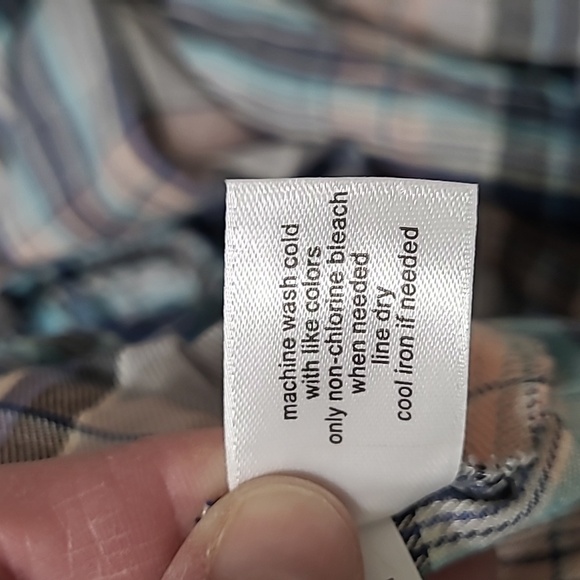 machine wash cold
with like colors
only non-chlorine bleach
when needed
line dry
cool iron if needed